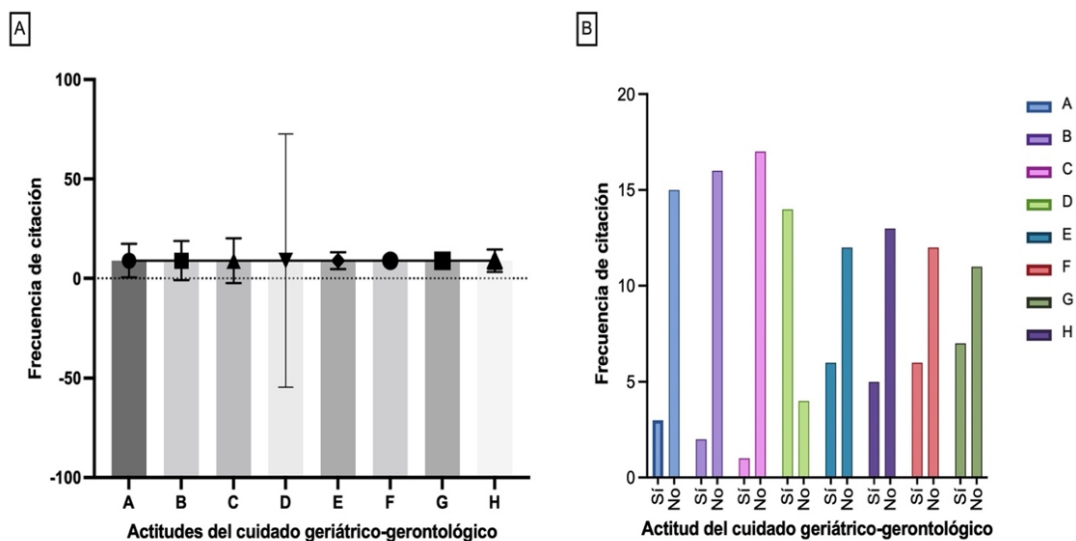 A
Frecuencia de citación
100
50
0
-50
-100
A B C D E F G H
Actitudes del cuidado geriátrico-gerontológico
B
Frecuencia de citación
20
15
10
5
0
Sí No Sí No Sí No Sí No Sí No Sí No Sí No Sí No
Actitud del cuidado geriátrico-gerontológico
A
B
C
D
E
F
G
H